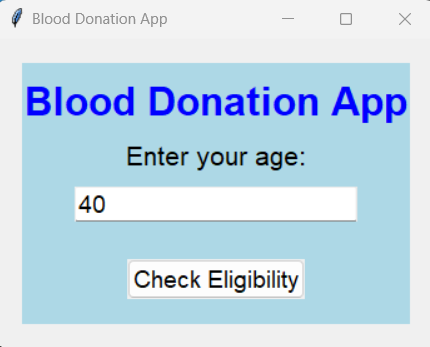 Blood Donation App
Blood Donation App
Enter your age:
40
Check Eligibility